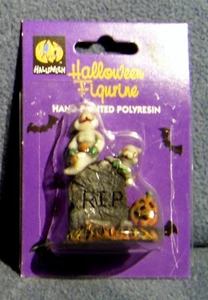 HALLOWEEN
Halloween
Figurine
HAND PAINTED POLYRESIN
R.I.P